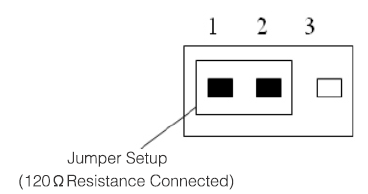 1 2 3
Jumper Setup
(120Ω Resistance Connected)